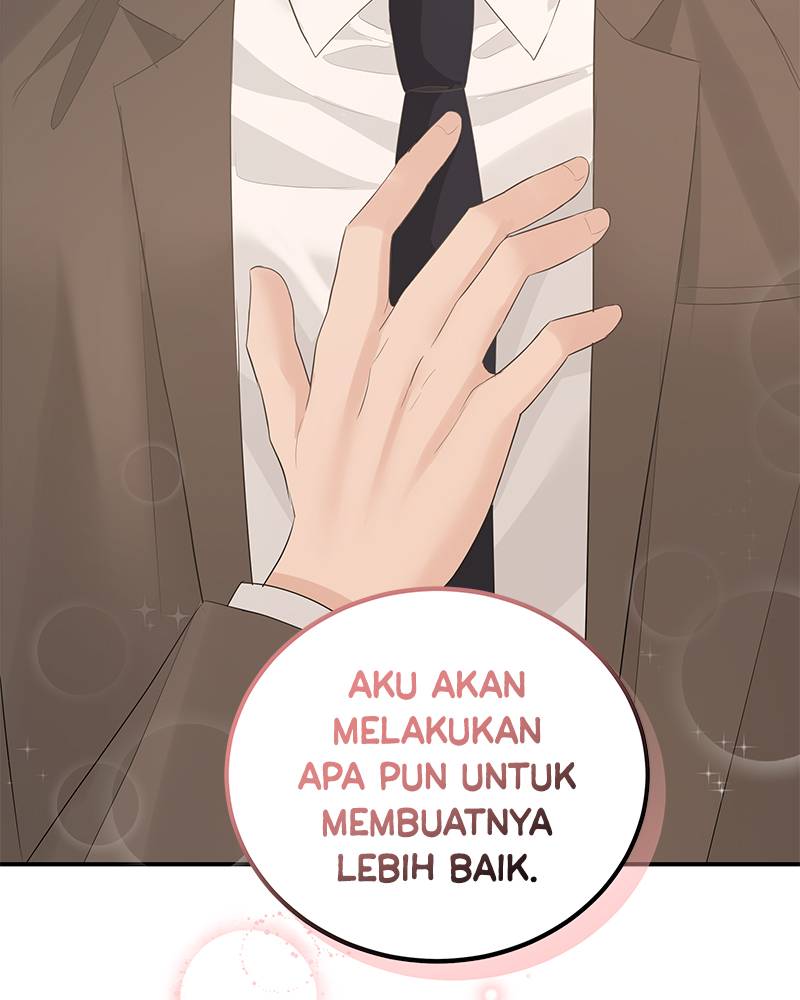 AKU AKAN
MELAKUKAN
APA PUN UNTUK
MEMBUATNYA
LEBIH BAIK.